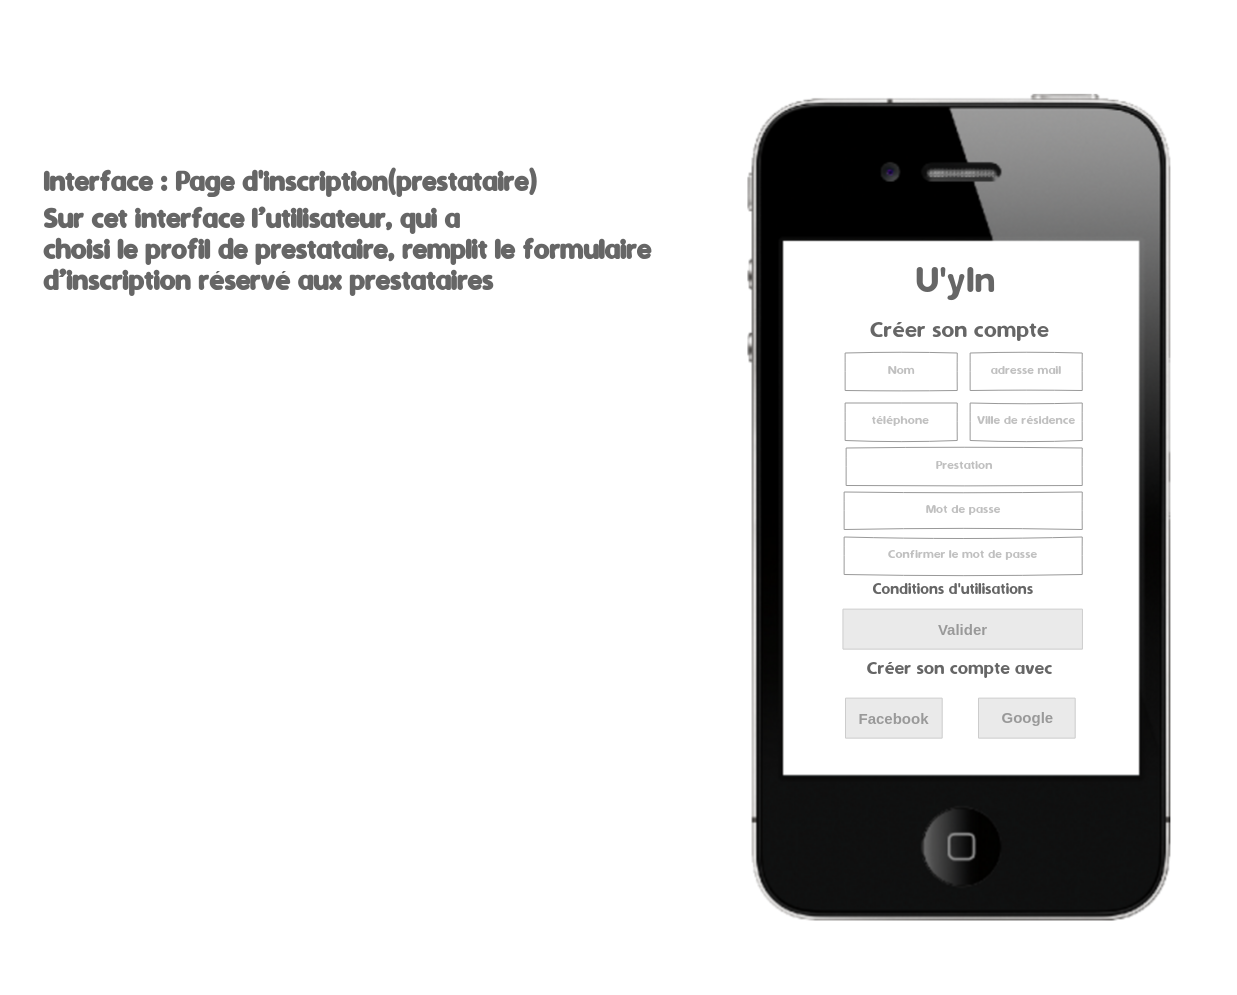 Interface : Page d'inscription(prestataire)
Sur cet interface l’utilisateur, qui a
choisi le profil de prestataire, remplit le formulaire
d’inscription réservé aux prestataires
U'yIn
Créer son compte
Nom
adresse mail
téléphone
Ville de résidence
Prestation
Mot de passe
Confirmer le mot de passe
Conditions d'utilisations
Valider
Créer son compte avec
Facebook
Google